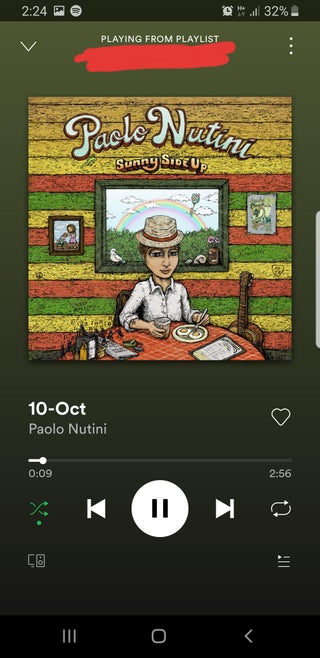 2:24
32%
PLAYING FROM PLAYLIST
Paolo Nutini
Sunny Side Up
10-Oct
Paolo Nutini
0:09
2:56